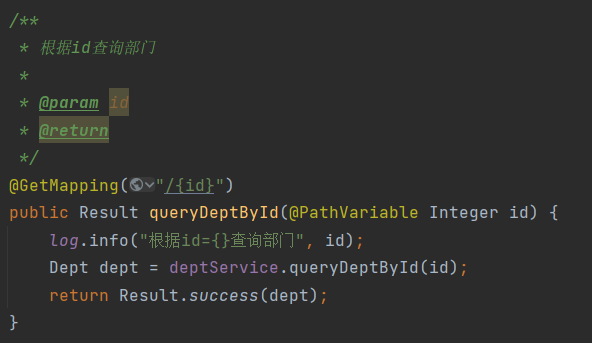 /**
 * 根据id查询部门
 *
 * @param id
 * @return
 */
@GetMapping("/{id}")
public Result queryDeptById(@PathVariable Integer id) {
    log.info("根据id={}查询部门", id);
    Dept dept = deptService.queryDeptById(id);
    return Result.success(dept);
}